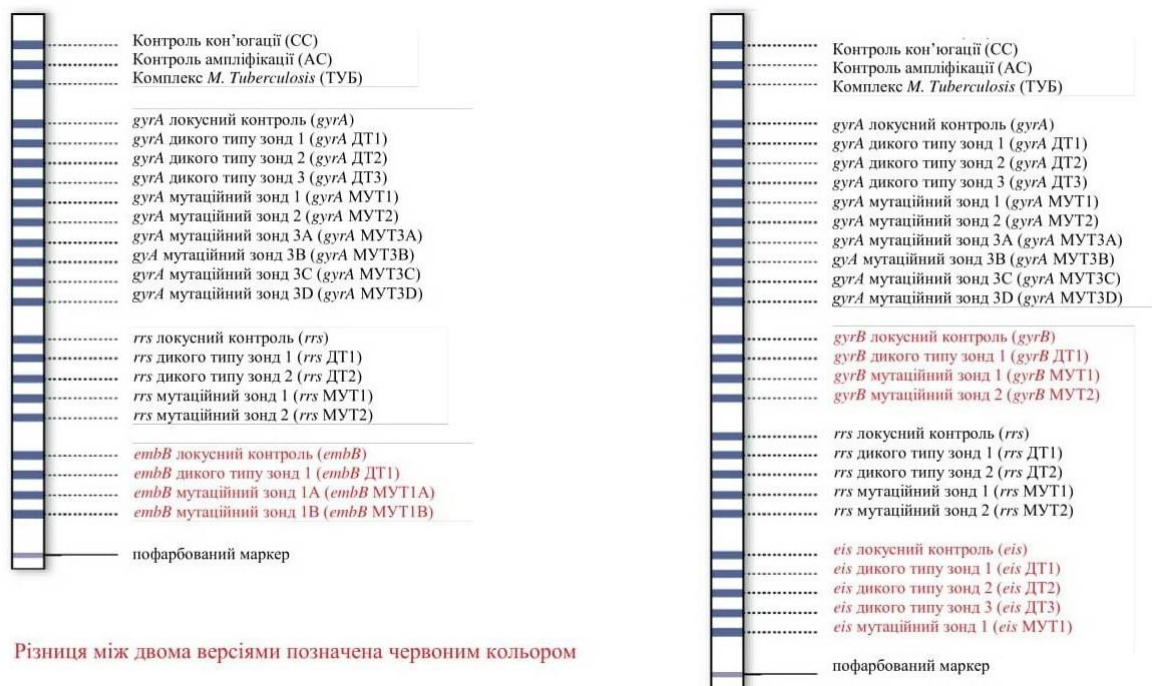 Контроль кон’югації (CC)
Контроль ампліфікації (АС)
Комплекс M. Tuberculosis (ТУБ)
gyrA локусний контроль (gyrA)
gyrA дикого типу зонд 1 (gyrA ДТ1)
gyrA дикого типу зонд 2 (gyrA ДТ2)
gyrA дикого типу зонд 3 (gyrA ДТ3)
gyrA мутаційний зонд 1 (gyrA МУТ1)
gyrA мутаційний зонд 2 (gyrA МУТ2)
gyrA мутаційний зонд 3A (gyrA МУТ3A)
gyA мутаційний зонд 3B (gyrA МУТ3B)
gyrA мутаційний зонд 3C (gyrA МУТ3C)
gyrA мутаційний зонд 3D (gyrA МУТ3D)
rrs локусний контроль (rrs)
rrs дикого типу зонд 1 (rrs ДТ1)
rrs дикого типу зонд 2 (rrs ДТ2)
rrs мутаційний зонд 1 (rrs МУТ1)
rrs мутаційний зонд 2 (rrs МУТ2)
embB локусний контроль (embB)
embB дикого типу зонд 1 (embB ДТ1)
embB мутаційний зонд 1A (embB МУТ1A)
embB мутаційний зонд 1B (embB МУТ1B)
пофарбований маркер
Різниця між двома версіями позначена червоним кольором
Контроль кон’югації (CC)
Контроль ампліфікації (АС)
Комплекс M. Tuberculosis (ТУБ)
gyrA локусний контроль (gyrA)
gyrA дикого типу зонд 1 (gyrA ДТ1)
gyrA дикого типу зонд 2 (gyrA ДТ2)
gyrA дикого типу зонд 3 (gyrA ДТ3)
gyrA мутаційний зонд 1 (gyrA МУТ1)
gyrA мутаційний зонд 2 (gyrA МУТ2)
gyrA мутаційний зонд 3A (gyrA МУТ3A)
gyA мутаційний зонд 3B (gyrA МУТ3B)
gyrA мутаційний зонд 3C (gyrA МУТ3C)
gyrA мутаційний зонд 3D (gyrA МУТ3D)
gyrB локусний контроль (gyrB)
gyrB дикого типу зонд 1 (gyrB ДТ1)
gyrB мутаційний зонд 1 (gyrB МУТ1)
gyrB мутаційний зонд 2 (gyrB МУТ2)
rrs локусний контроль (rrs)
rrs дикого типу зонд 1 (rrs ДТ1)
rrs дикого типу зонд 2 (rrs ДТ2)
rrs мутаційний зонд 1 (rrs МУТ1)
rrs мутаційний зонд 2 (rrs МУТ2)
eis локусний контроль (eis)
eis дикого типу зонд 1 (eis ДТ1)
eis дикого типу зонд 2 (eis ДТ2)
eis дикого типу зонд 3 (eis ДТ3)
eis мутаційний зонд 1 (eis МУТ1)
пофарбований маркер